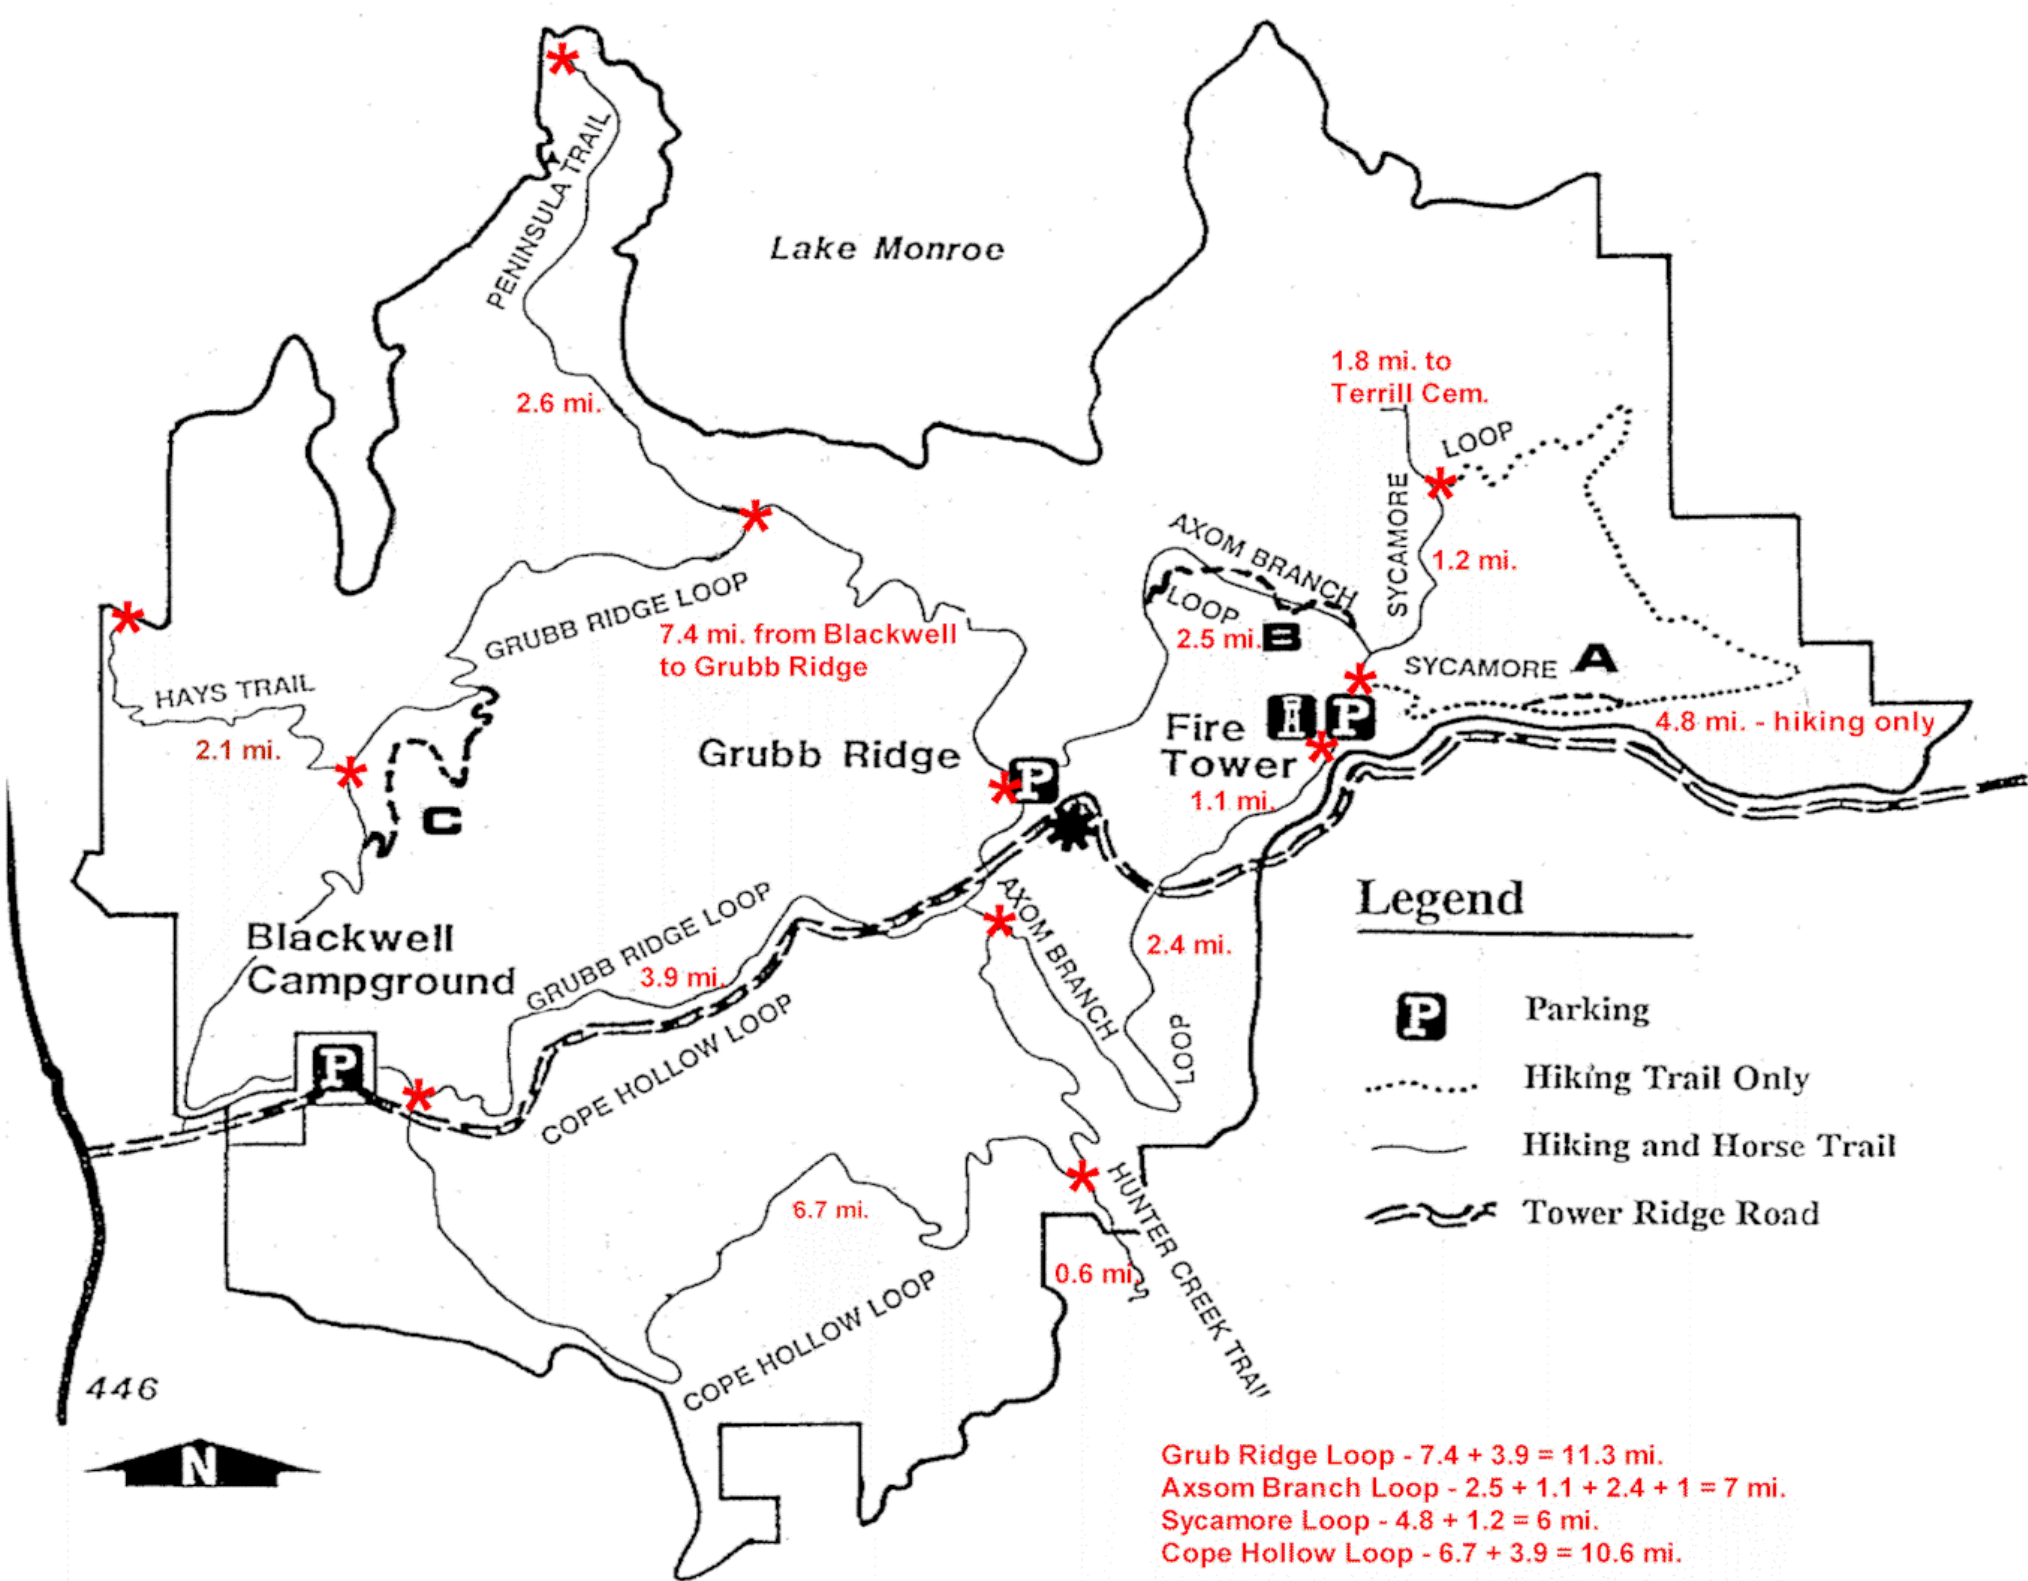 PENINSULA TRAIL
Lake Monroe
1.8 mi. to
Terrill Cem.
2.6 mi.
LOOP
SYCAMORE
AXOM BRANCH
LOOP
1.2 mi.
GRUBB RIDGE LOOP
7.4 mi. from Blackwell
to Grubb Ridge
2.5 mi.
B
SYCAMORE
A
HAYS TRAIL
2.1 mi.
P
Fire
Tower
4.8 mi. - hiking only
Grubb Ridge
P
1.1 mi.
C
Legend
P Parking
Hiking Trail Only
Hiking and Horse Trail
Tower Ridge Road
Blackwell
Campground
P
GRUBB RIDGE LOOP
3.9 mi.
COPE HOLLOW LOOP
AXOM BRANCH
LOOP
2.4 mi.
6.7 mi.
COPE HOLLOW LOOP
HUNTER CREEK TRAIL
0.6 mi.
446
N
Grub Ridge Loop - 7.4 + 3.9 = 11.3 mi.
Axsom Branch Loop - 2.5 + 1.1 + 2.4 + 1 = 7 mi.
Sycamore Loop - 4.8 + 1.2 = 6 mi.
Cope Hollow Loop - 6.7 + 3.9 = 10.6 mi.